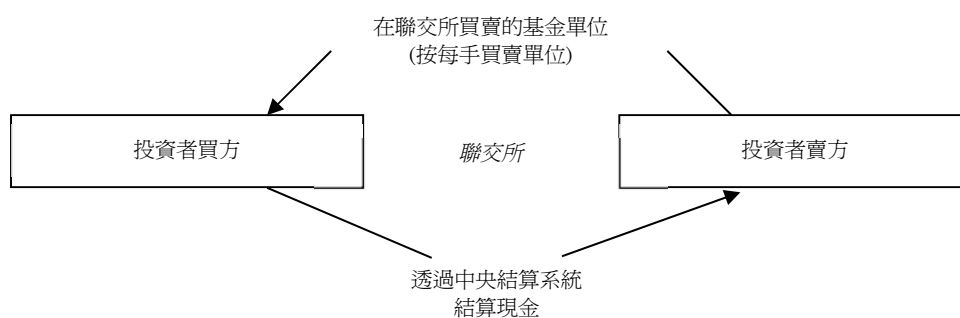 在聯交所買賣的基金單位
(按每手買賣單位)
投資者買方
聯交所
投資者賣方
透過中央結算系統
結算現金